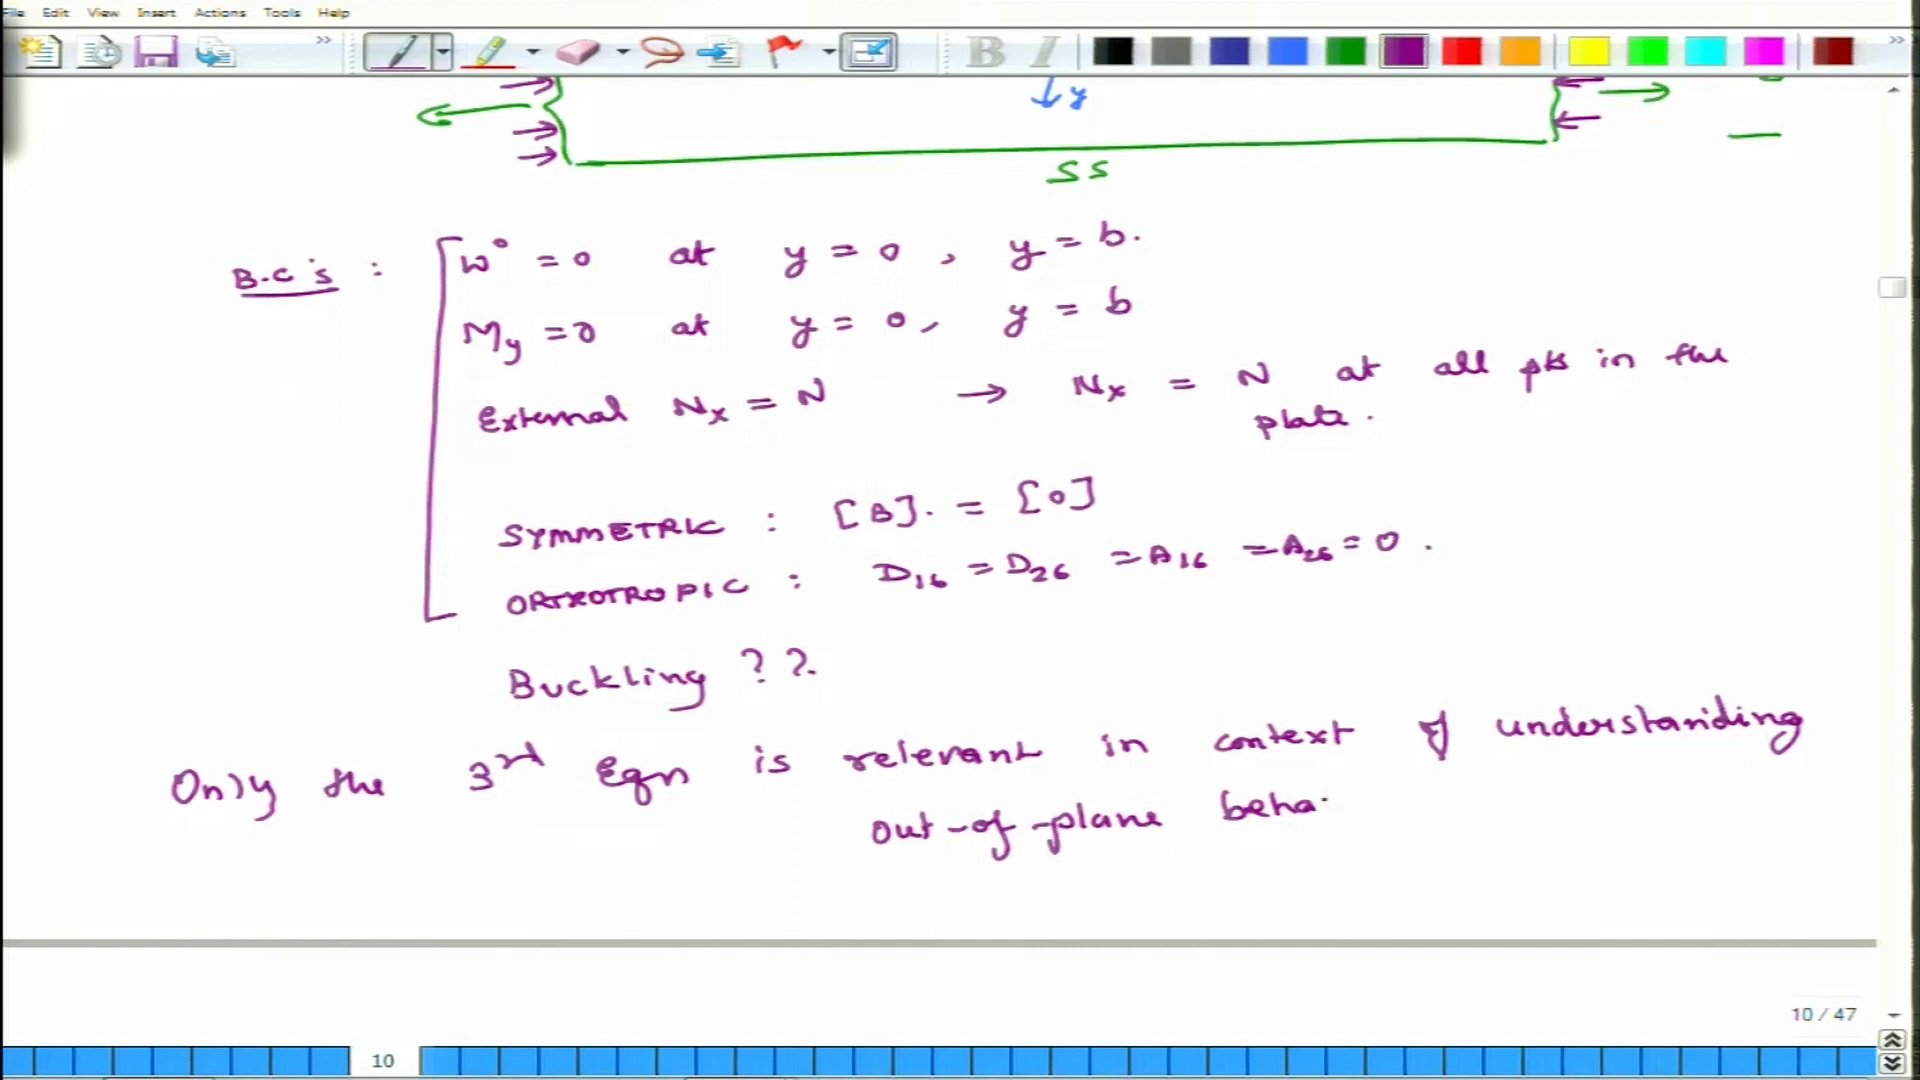 File Edit View Insert Actions Tools Help
B I
y
SS
B.C's : w° = 0 at y = 0 , y = b.
My = 0 at y = 0, y = b
External Nx = N → Nx = N at all pts in the
plate.
SYMMETRIC : [B]. = [0]
ORTHOTROPIC : D16 = D26 = A16 = A26 = 0 .
Buckling ??
Only the 3rd Eqn is relevant in context of understanding
out-of-plane beha
10 / 47
10